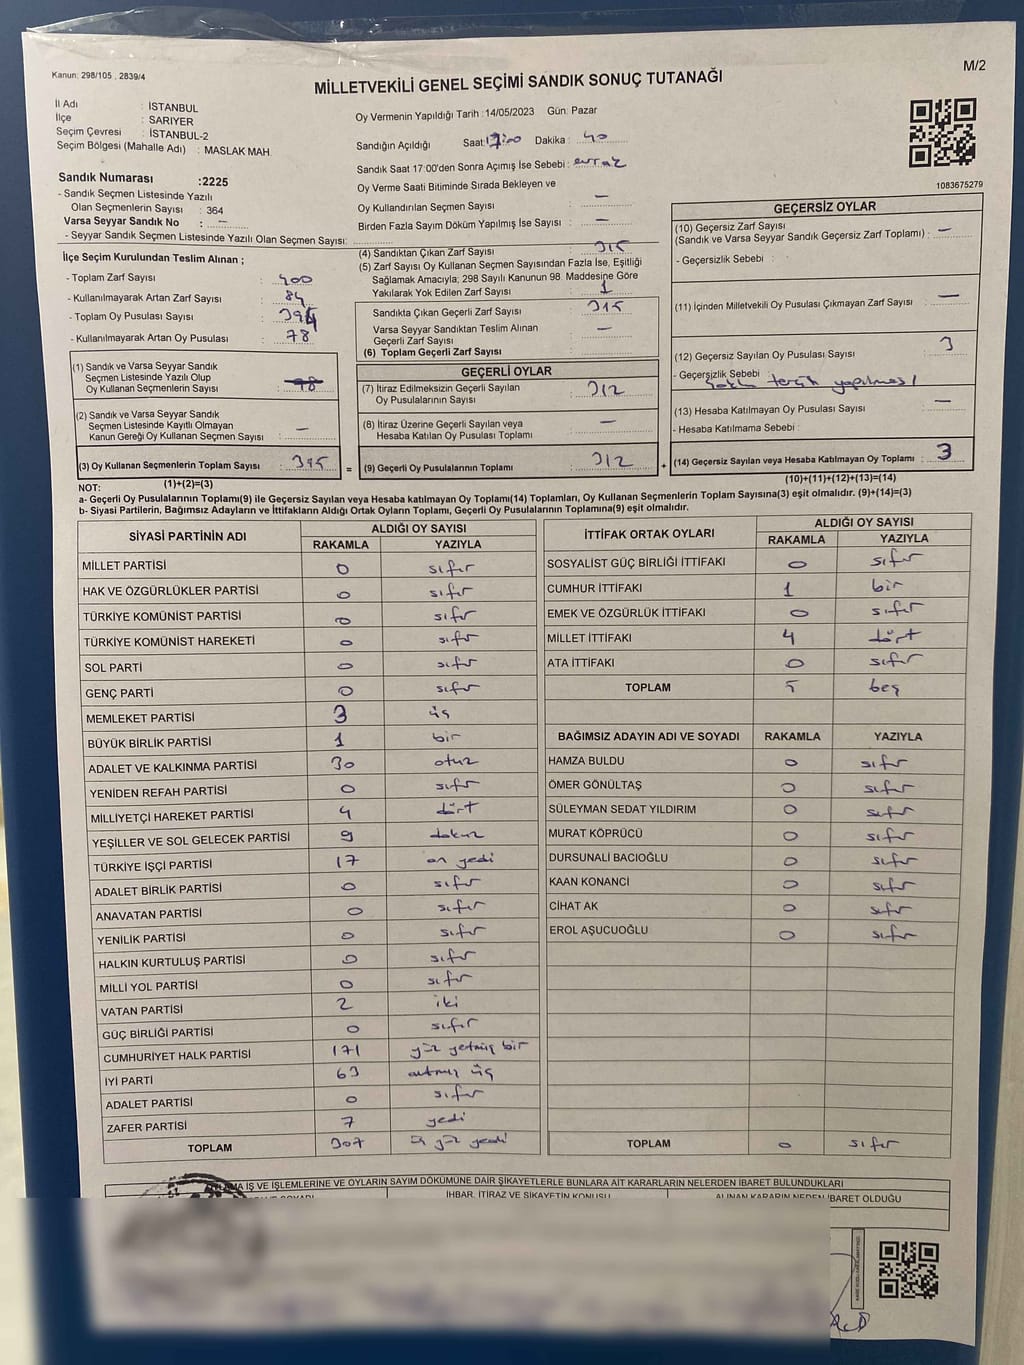 Kanun: 298/105 , 2839/4
M/2
MİLLETVEKİLİ GENEL SEÇİMİ SANDIK SONUÇ TUTANAĞI
İl Adı : İSTANBUL
İlçe : SARIYER
Seçim Çevresi : İSTANBUL-2
Seçim Bölgesi (Mahalle Adı) : MASLAK MAH.
Oy Vermenin Yapıldığı Tarih :14/05/2023 Gün: Pazar
Sandığın Açıldığı Saat:17:00 Dakika : 40
Sandık Saat 17:00'den Sonra Açımış İse Sebebi : evrak
Oy Verme Saati Bitiminde Sırada Bekleyen ve
Oy Kullandırılan Seçmen Sayısı : —
Birden Fazla Sayım Döküm Yapılmış İse Sayısı : —
1083675279
Sandık Numarası :2225
- Sandık Seçmen Listesinde Yazılı
Olan Seçmenlerin Sayısı : 364
Varsa Seyyar Sandık No : —
- Seyyar Sandık Seçmen Listesinde Yazılı Olan Seçmen Sayısı:
İlçe Seçim Kurulundan Teslim Alınan ;
- Toplam Zarf Sayısı : 400
- Kullanılmayarak Artan Zarf Sayısı : 84
- Toplam Oy Pusulası Sayısı :
- Kullanılmayarak Artan Oy Pusulası : 78
(4) Sandıktan Çıkan Zarf Sayısı : 315
(5) Zarf Sayısı Oy Kullanan Seçmen Sayısından Fazla İse, Eşitliği
Sağlamak Amacıyla; 298 Sayılı Kanunun 98 Maddesine Göre
Yakılarak Yok Edilen Zarf Sayısı : 1
Sandıkta Çıkan Geçerli Zarf Sayısı : 315
Varsa Seyyar Sandıktan Teslim Alınan
Geçerli Zarf Sayısı : —
(6) Toplam Geçerli Zarf Sayısı :
GEÇERSİZ OYLAR
(10) Geçersiz Zarf Sayısı
(Sandık ve Varsa Seyyar Sandık Geçersiz Zarf Toplamı) : —
- Geçersizlik Sebebi :
(11) İçinden Milletvekili Oy Pusulası Çıkmayan Zarf Sayısı : —
(12) Geçersiz Sayılan Oy Pusulası Sayısı : 3
- Geçersizlik Sebebi : tercih yapılması
(13) Hesaba Katılmayan Oy Pusulası Sayısı : —
- Hesaba Katılmama Sebebi :
(14) Geçersiz Sayılan veya Hesaba Katılmayan Oy Toplamı : 3
(10)+(11)+(12)+(13)=(14)
(1) Sandık ve Varsa Seyyar Sandık
Seçmen Listesinde Yazılı Olup
Oy Kullanan Seçmenlerin Sayısı :
(2) Sandık ve Varsa Seyyar Sandık
Seçmen Listesinde Kayıtlı Olmayan
Kanun Gereği Oy Kullanan Seçmen Sayısı : —
(3) Oy Kullanan Seçmenlerin Toplam Sayısı : =
(1)+(2)=(3)
GEÇERLİ OYLAR
(7) İtiraz Edilmeksizin Geçerli Sayılan
Oy Pusulalarının Sayısı : 312
(8) İtiraz Üzerine Geçerli Sayılan veya
Hesaba Katılan Oy Pusulası Toplamı : —
(9) Geçerli Oy Pusulalarının Toplamı : 312 +
NOT:
a- Geçerli Oy Pusulalarının Toplamı(9) ile Geçersiz Sayılan veya Hesaba katılmayan Oy Toplamı(14) Toplamları, Oy Kullanan Seçmenlerin Toplam Sayısına(3) eşit olmalıdır. (9)+(14)=(3)
b- Siyasi Partilerin, Bağımsız Adayların ve İttifakların Aldığı Ortak Oyların Toplamı, Geçerli Oy Pusulalarının Toplamına(9) eşit olmalıdır.
SİYASİ PARTİNİN ADI ALDIĞI OY SAYISI
RAKAMLA YAZIYLA
MİLLET PARTİSİ 0 sıfır
HAK VE ÖZGÜRLÜKLER PARTİSİ 0 sıfır
TÜRKİYE KOMÜNİST PARTİSİ 0 sıfır
TÜRKİYE KOMÜNİST HAREKETİ 0 sıfır
SOL PARTİ 0 sıfır
GENÇ PARTİ 0 sıfır
MEMLEKET PARTİSİ 3 üç
BÜYÜK BİRLİK PARTİSİ 1 bir
ADALET VE KALKINMA PARTİSİ 30 otuz
YENİDEN REFAH PARTİSİ 0 sıfır
MİLLİYETÇİ HAREKET PARTİSİ 4 dört
YEŞİLLER VE SOL GELECEK PARTİSİ 9 dokuz
TÜRKİYE İŞÇİ PARTİSİ 17 on yedi
ADALET BİRLİK PARTİSİ 0 sıfır
ANAVATAN PARTİSİ 0 sıfır
YENİLİK PARTİSİ 0 sıfır
HALKIN KURTULUŞ PARTİSİ 0 sıfır
MİLLİ YOL PARTİSİ 0 sıfır
VATAN PARTİSİ 2 iki
GÜÇ BİRLİĞİ PARTİSİ 0 sıfır
CUMHURİYET HALK PARTİSİ 171 yüz yetmiş bir
İYİ PARTİ 63 altmış üç
ADALET PARTİSİ 0 sıfır
ZAFER PARTİSİ 7 yedi
TOPLAM 307 üç yüz yedi
İTTİFAK ORTAK OYLARI ALDIĞI OY SAYISI
RAKAMLA YAZIYLA
SOSYALİST GÜÇ BİRLİĞİ İTTİFAKI 0 sıfır
CUMHUR İTTİFAKI 1 bir
EMEK VE ÖZGÜRLÜK İTTİFAKI 0 sıfır
MİLLET İTTİFAKI 4 dört
ATA İTTİFAKI 0 sıfır
TOPLAM 5 beş
BAĞIMSIZ ADAYIN ADI VE SOYADI RAKAMLA YAZIYLA
HAMZA BULDU 0 sıfır
ÖMER GÖNÜLTAŞ 0 sıfır
SÜLEYMAN SEDAT YILDIRIM 0 sıfır
MURAT KÖPRÜCÜ 0 sıfır
DURSUNALİ BACIOĞLU 0 sıfır
KAAN KONANCİ 0 sıfır
CİHAT AK 0 sıfır
EROL AŞUCUOĞLU 0 sıfır
TOPLAM 0 sıfır
İŞ VE İŞLEMLERİNE VE OYLARIN SAYIM DÖKÜMÜNE DAİR ŞİKAYETLERLE BUNLARA AİT KARARLARIN NELERDEN İBARET BULUNDUKLARI
İHBAR, İTİRAZ VE ŞİKAYETİN KONUSU ALINAN KARARIN NEDEN İBARET OLDUĞU